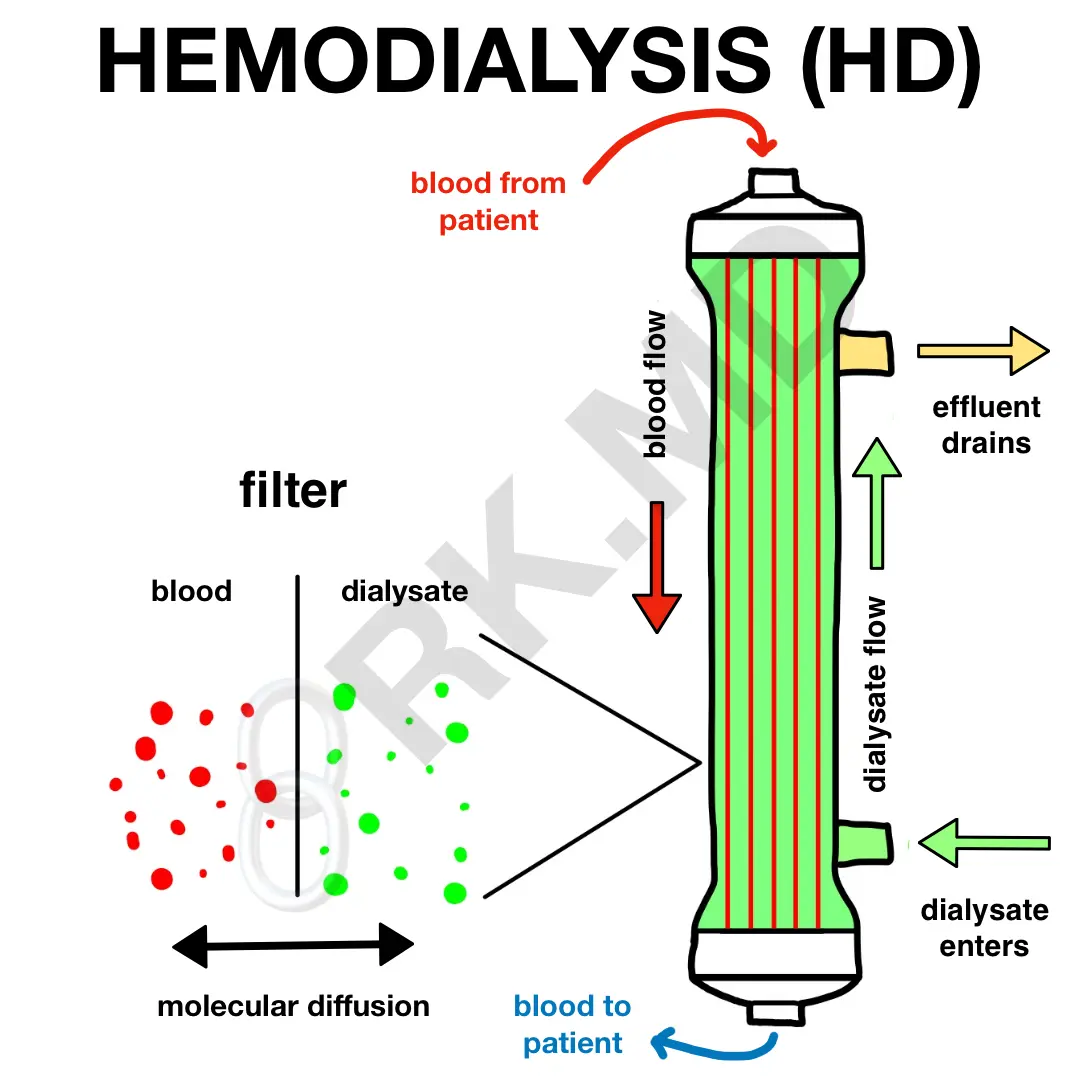 HEMODIALYSIS (HD)
blood from
patient
blood flow
effluent
drains
filter
blood
dialysate
dialysate flow
dialysate
enters
molecular diffusion
blood to
patient
RK.MD